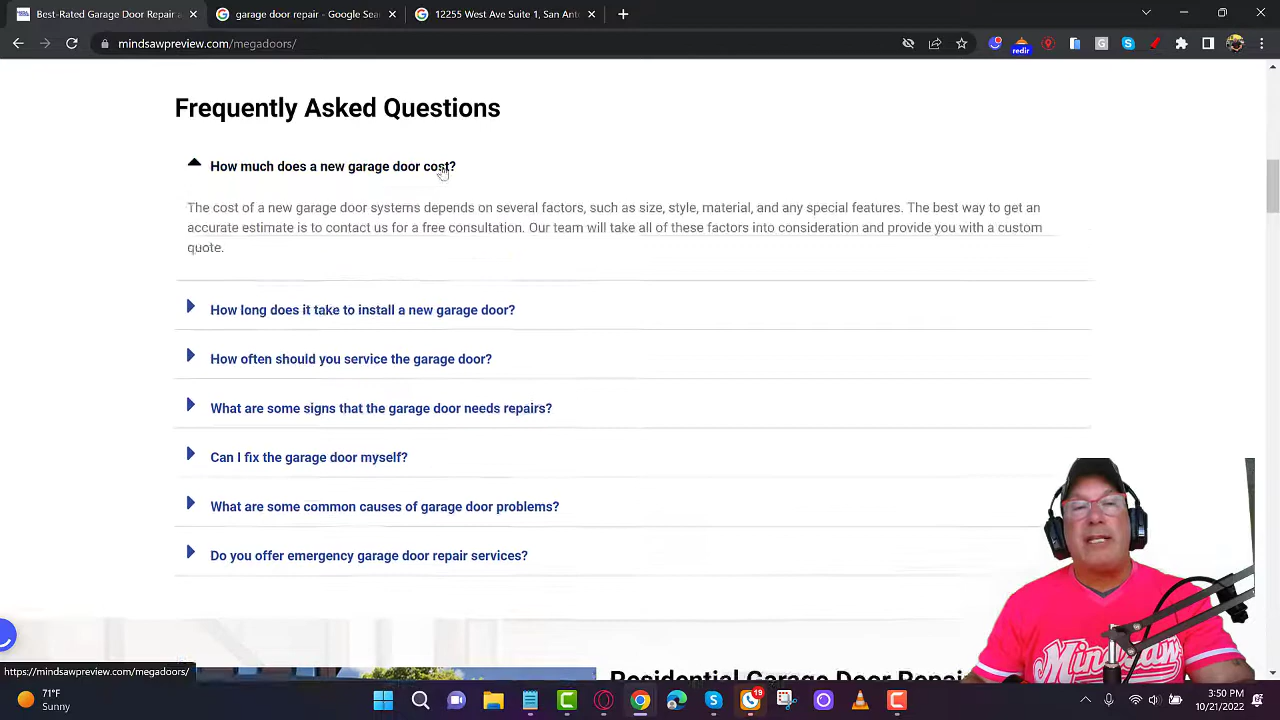 Best-Rated Garage Door Repair
garage doors - Google
12255 West Ave Suite 1, San Ant
mindsawpreview.com/megadoors/
redir
Frequently Asked Questions
How much does a new garage door cost?
The cost of a new garage door systems depends on several factors, such as size, style, material, and any special features. The best way to get an
accurate estimate is to contact us for a free consultation. Our team will take all of these factors into consideration and provide you with a custom
quote.
How long does it take to install a new garage door?
How often should you service the garage door?
What are some signs that the garage door needs repairs?
Can I fix the garage door myself?
What are some common causes of garage door problems?
Do you offer emergency garage door repair services?
Mindsaw
https://mindsawpreview.com/megadoors/
Residential Garage Door Repair
71°F
Sunny
19
3:50 PM
10/21/2022